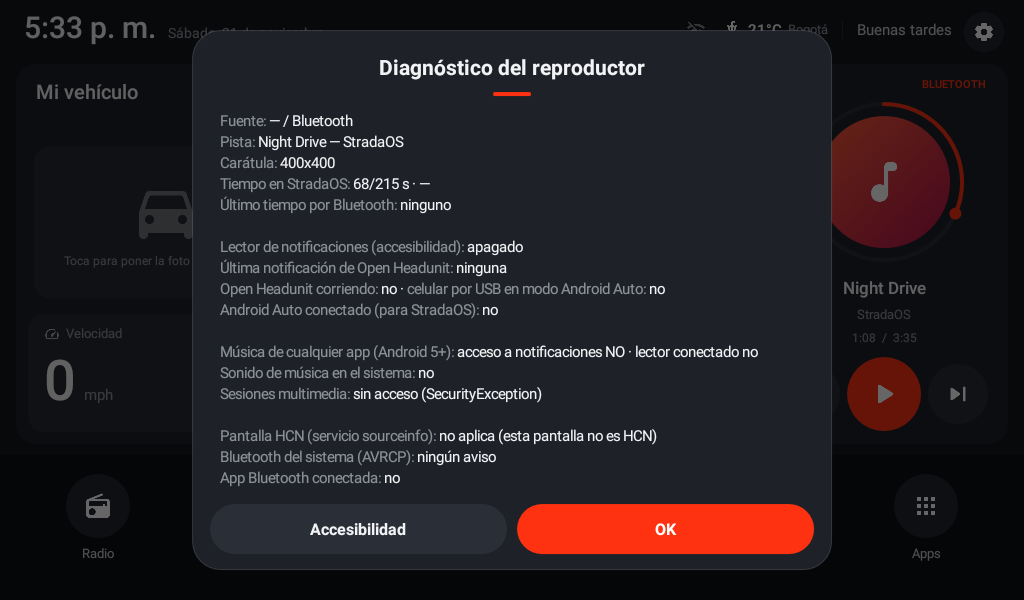 5:33 p. m.
21°C Bogotá
Buenas tardes
Mi vehículo
Toca para poner la foto
Velocidad
0 mph
Diagnóstico del reproductor
Fuente: — / Bluetooth
Pista: Night Drive — StradaOS
Carátula: 400x400
Tiempo en StradaOS: 68/215 s · —
Último tiempo por Bluetooth: ninguno
Lector de notificaciones (accesibilidad): apagado
Última notificación de Open Headunit: ninguna
Open Headunit corriendo: no · celular por USB en modo Android Auto: no
Android Auto conectado (para StradaOS): no
Música de cualquier app (Android 5+): acceso a notificaciones NO · lector conectado no
Sonido de música en el sistema: no
Sesiones multimedia: sin acceso (SecurityException)
Pantalla HCN (servicio sourceinfo): no aplica (esta pantalla no es HCN)
Bluetooth del sistema (AVRCP): ningún aviso
App Bluetooth conectada: no
Accesibilidad
OK
BLUETOOTH
Night Drive
StradaOS
1:08 / 3:35
Radio
Apps